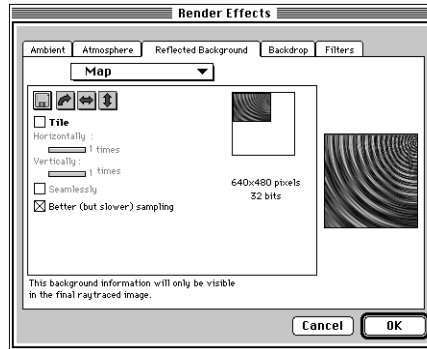 Render Effects
Ambient Atmosphere Reflected Background Backdrop Filters
Map
Tile
Horizontally :
1 times
Vertically :
1 times
Seamlessly
Better (but slower) sampling
640x480 pixels
32 bits
This background information will only be visible
in the final raytraced image.
Cancel OK